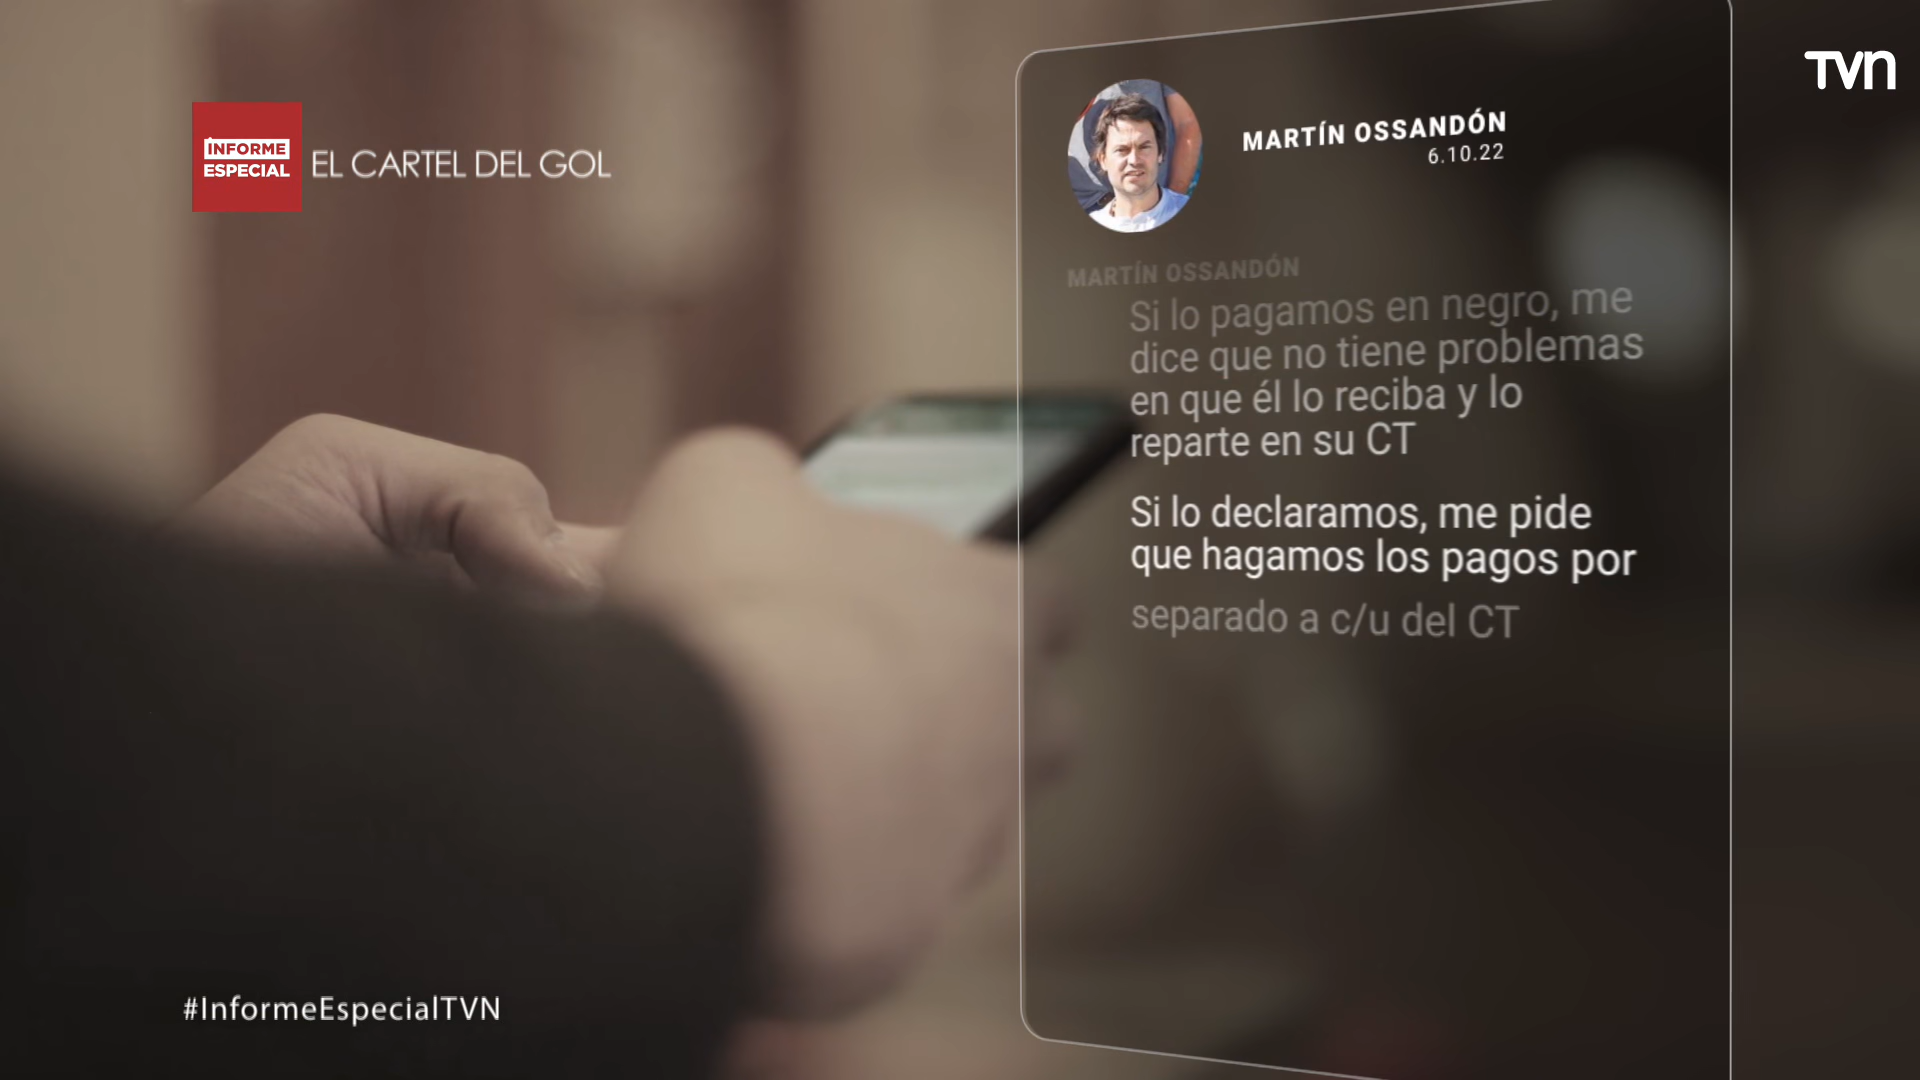 TVN
INFORME
ESPECIAL
EL CARTEL DEL GOL
MARTÍN OSSANDÓN
6.10.22
MARTÍN OSSANDÓN
Si lo pagamos en negro, me
dice que no tiene problemas
en que él lo reciba y lo
reparte en su CT
Si lo declaramos, me pide
que hagamos los pagos por
separado a c/u del CT
#InformeEspecialTVN